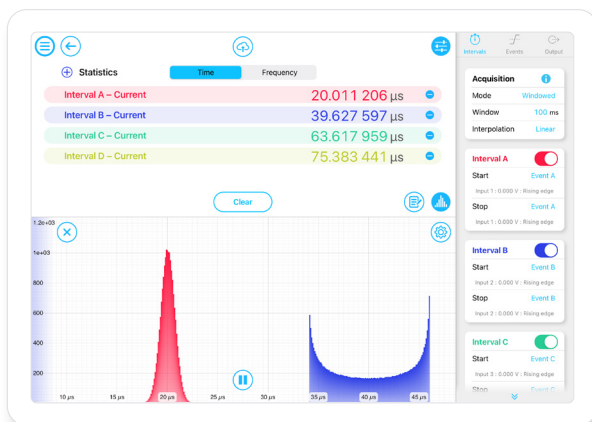 Statistics
Time
Frequency
Interval A – Current
20.011 206 µs
Interval B – Current
39.627 597 µs
Interval C – Current
63.617 959 µs
Interval D – Current
75.383 441 µs
Clear
1.2e+03
1e+03
800
600
400
200
10 µs
15 µs
20 µs
25 µs
30 µs
35 µs
40 µs
45 µs
Intervals
Events
Output
Acquisition
Mode
Windowed
Window
100 ms
Interpolation
Linear
Interval A
Start
Event A
Input 1 : 0.000 V : Rising edge
Stop
Event A
Input 1 : 0.000 V : Rising edge
Interval B
Start
Event B
Input 2 : 0.000 V : Rising edge
Stop
Event B
Input 2 : 0.000 V : Rising edge
Interval C
Start
Event C
Input 3 : 0.000 V : Rising edge
Stop
Event C